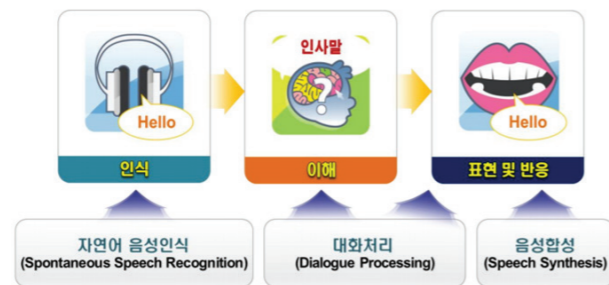 인사말
Hello
Hello
인식
이해
표현 및 반응
자연어 음성인식
(Spontaneous Speech Recognition)
대화처리
(Dialogue Processing)
음성합성
(Speech Synthesis)